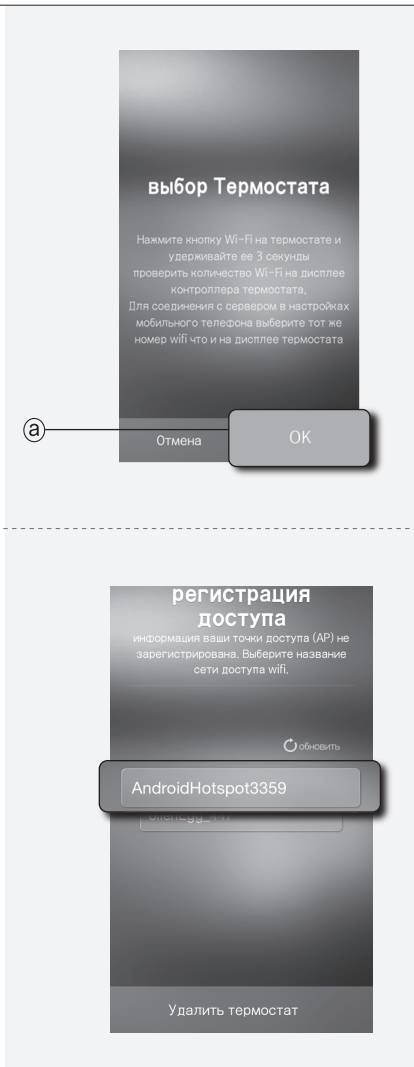 выбор Термостата
Нажмите кнопку Wi-Fi на термостате и
удерживайте ее 3 секунды
проверить количество Wi-Fi на дисплее
контроллера термостата,
Для соединения с сервером в настройках
мобильного телефона выберите тот же
номер wifi что и на дисплее термостата
ⓐ
Отмена
OK
регистрация
доступа
информация ваши точки доступа (AP) не
зарегистрирована. Выберите название
сети доступа wifi.
обновить
AndroidHotspot3359
Удалить термостат